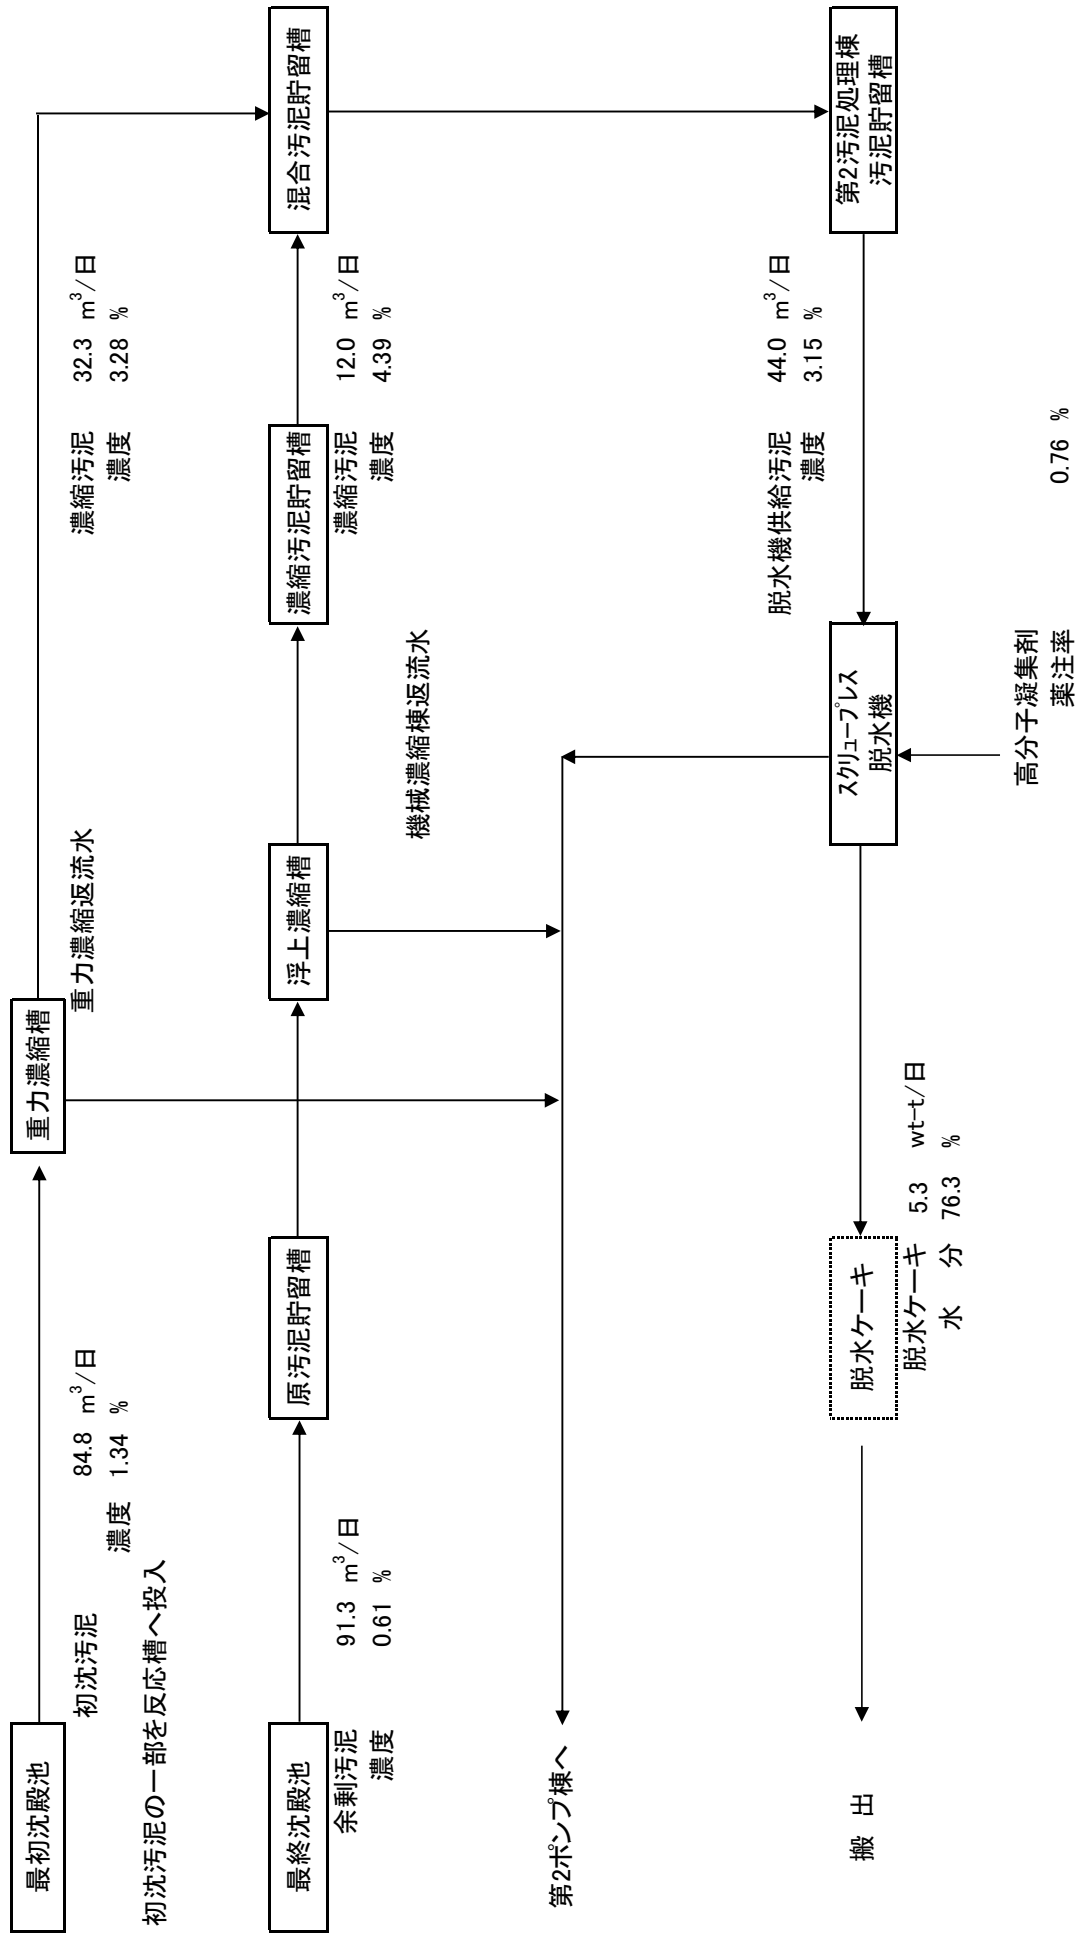 最初沈殿池
初沈汚泥 84.8 m³/日
濃度 1.34 %
初沈汚泥の一部を反応槽へ投入
重力濃縮槽
重力濃縮返流水
濃縮汚泥 32.3 m³/日
濃度 3.28 %
最終沈殿池
余剰汚泥 91.3 m³/日
濃度 0.61 %
原汚泥貯留槽
浮上濃縮槽
濃縮汚泥貯留槽
濃縮汚泥 12.0 m³/日
濃度 4.39 %
混合汚泥貯留槽
機械濃縮棟返流水
第2ポンプ棟へ
搬 出
脱水ケーキ
脱水ケーキ 5.3 wt-t/日
水 分 76.3 %
スクリュープレス
脱水機
脱水機供給汚泥 44.0 m³/日
濃度 3.15 %
第2汚泥処理棟
汚泥貯留槽
高分子凝集剤
薬注率 0.76 %